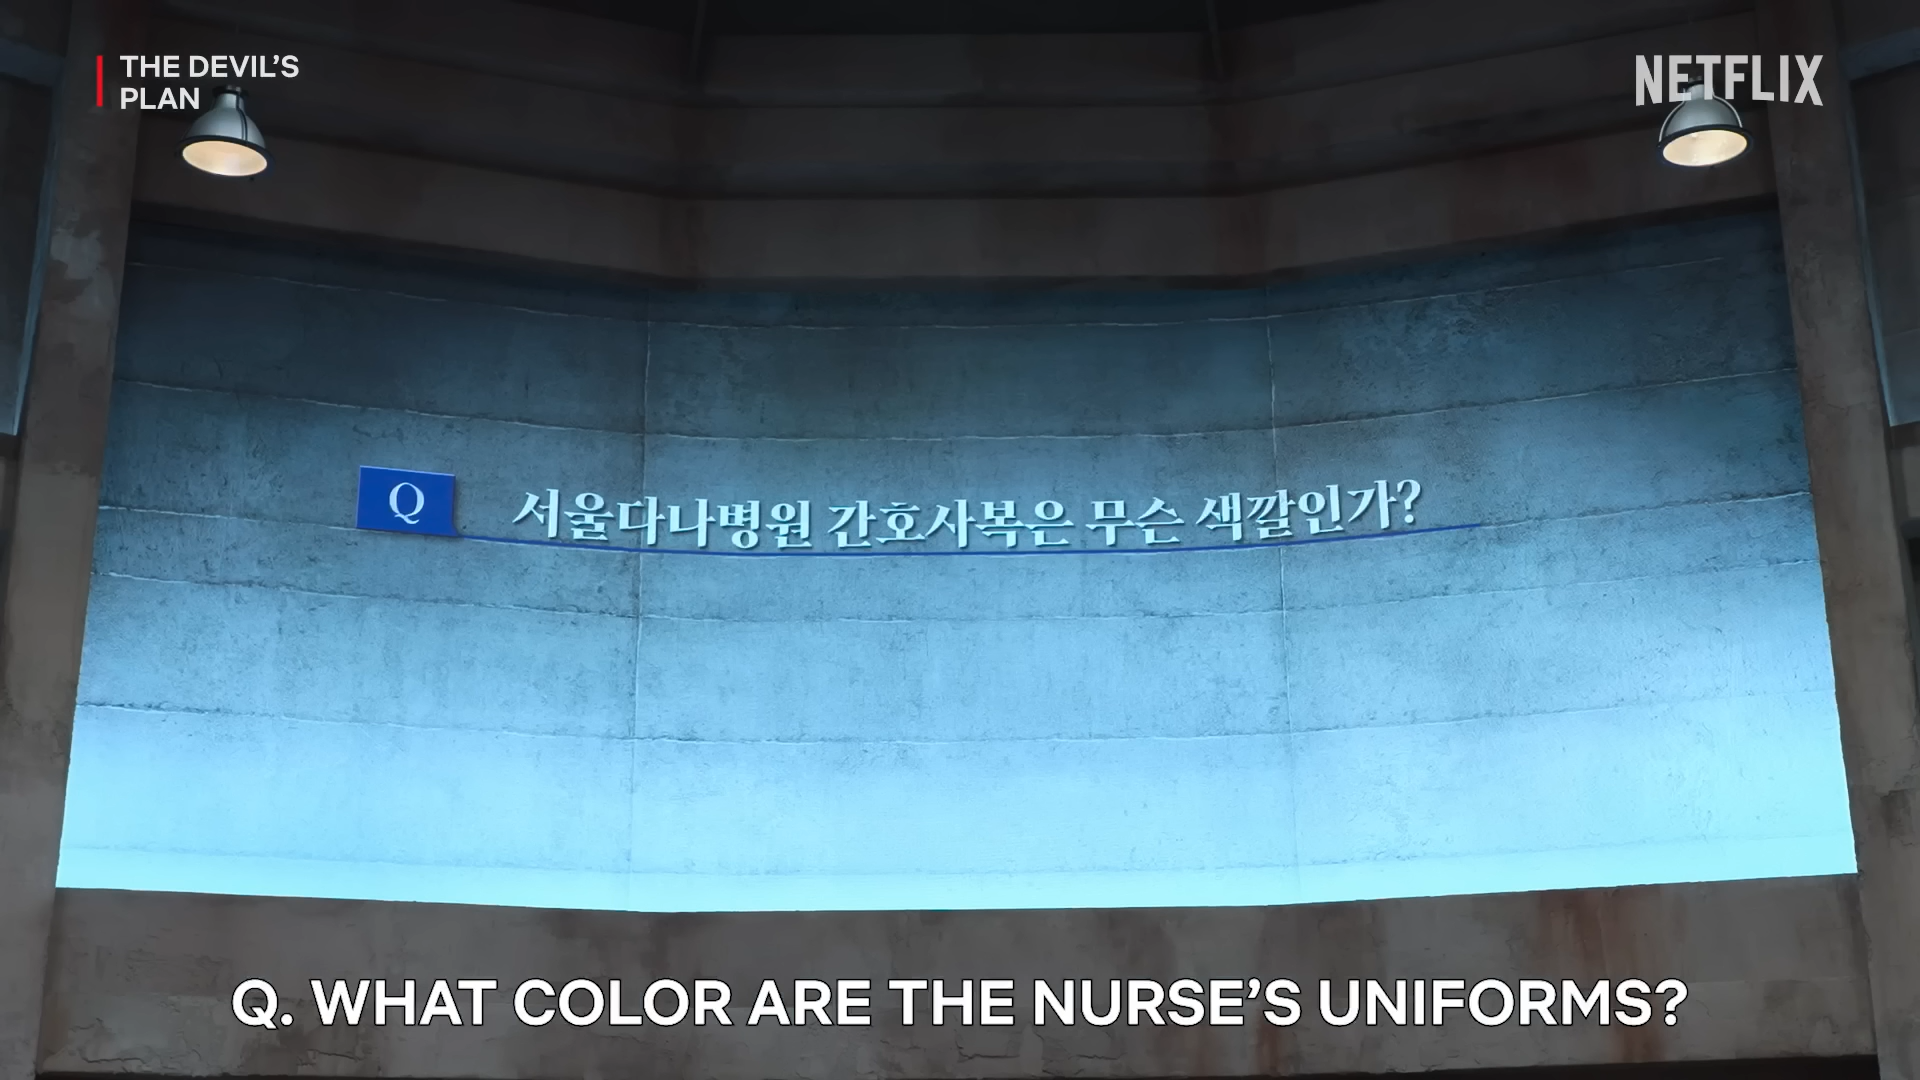 THE DEVIL'S
PLAN
NETFLIX
Q 서울다나병원 간호사복은 무슨 색깔인가?
Q. WHAT COLOR ARE THE NURSE'S UNIFORMS?